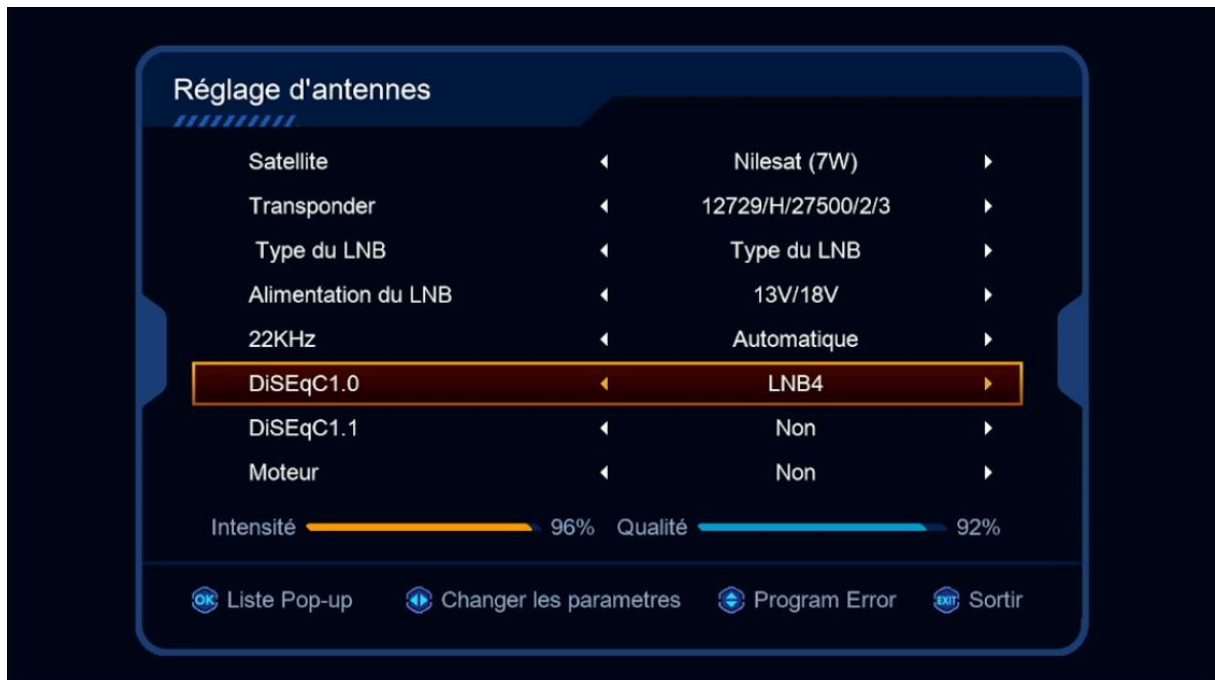 Réglage d'antennes
Satellite Nilesat (7W)
Transponder 12729/H/27500/2/3
Type du LNB Type du LNB
Alimentation du LNB 13V/18V
22KHz Automatique
DiSEqC1.0 LNB4
DiSEqC1.1 Non
Moteur Non
Intensité 96% Qualité 92%
OK Liste Pop-up Changer les parametres Program Error EXIT Sortir